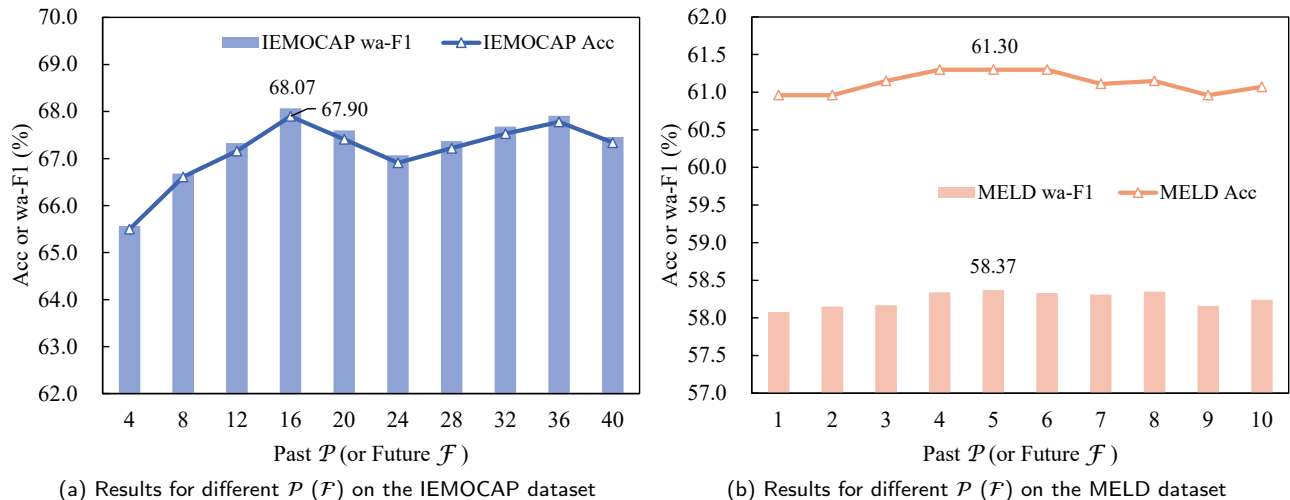 70.0
69.0
68.0
67.0
66.0
65.0
64.0
63.0
62.0
Acc or wa-F1 (%)
IEMOCAP wa-F1
IEMOCAP Acc
68.07
67.90
4 8 12 16 20 24 28 32 36 40
Past 𝒫 (or Future ℱ)
(a) Results for different 𝒫 (ℱ) on the IEMOCAP dataset
62.0
61.5
61.0
60.5
60.0
59.5
59.0
58.5
58.0
57.5
57.0
Acc or wa-F1 (%)
61.30
MELD wa-F1
MELD Acc
58.37
1 2 3 4 5 6 7 8 9 10
Past 𝒫 (or Future ℱ)
(b) Results for different 𝒫 (ℱ) on the MELD dataset